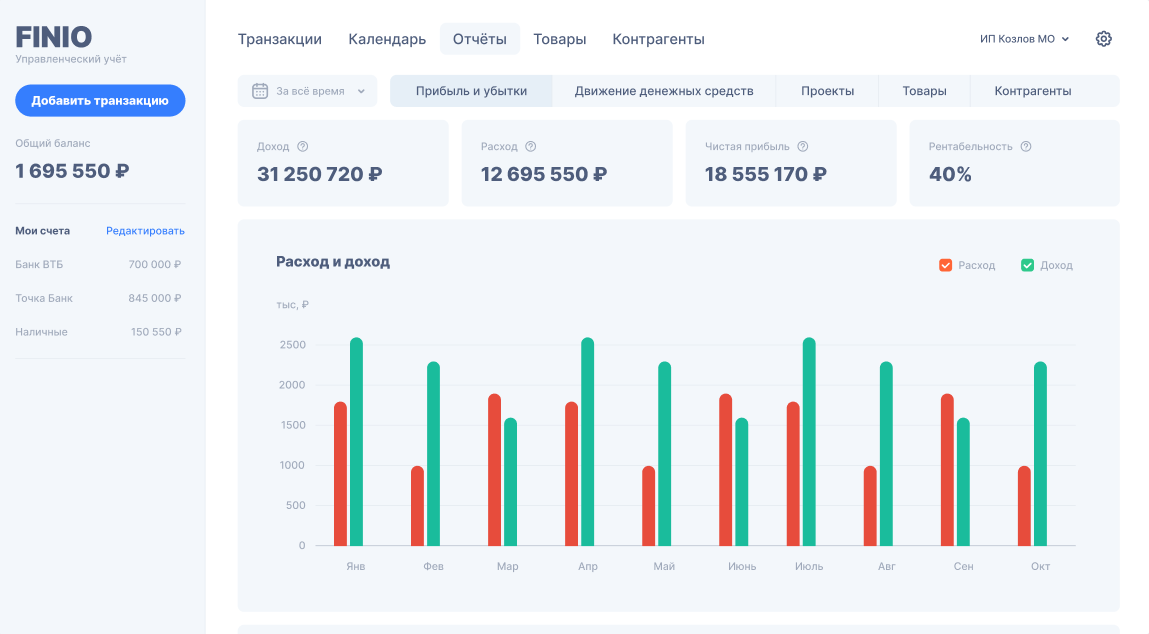 FINIO
Управленческий учёт
Добавить транзакцию
Общий баланс
1 695 550 ₽
Мои счета Редактировать
Банк ВТБ 700 000 ₽
Точка Банк 845 000 ₽
Наличные 150 550 ₽
Транзакции Календарь Отчёты Товары Контрагенты
ИП Козлов МО
За всё время
Прибыль и убытки Движение денежных средств Проекты Товары Контрагенты
Доход
31 250 720 ₽
Расход
12 695 550 ₽
Чистая прибыль
18 555 170 ₽
Рентабельность
40%
Расход и доход
Расход Доход
тыс, ₽
2500
2000
1500
1000
500
0
Янв Фев Мар Апр Май Июнь Июль Авг Сен Окт